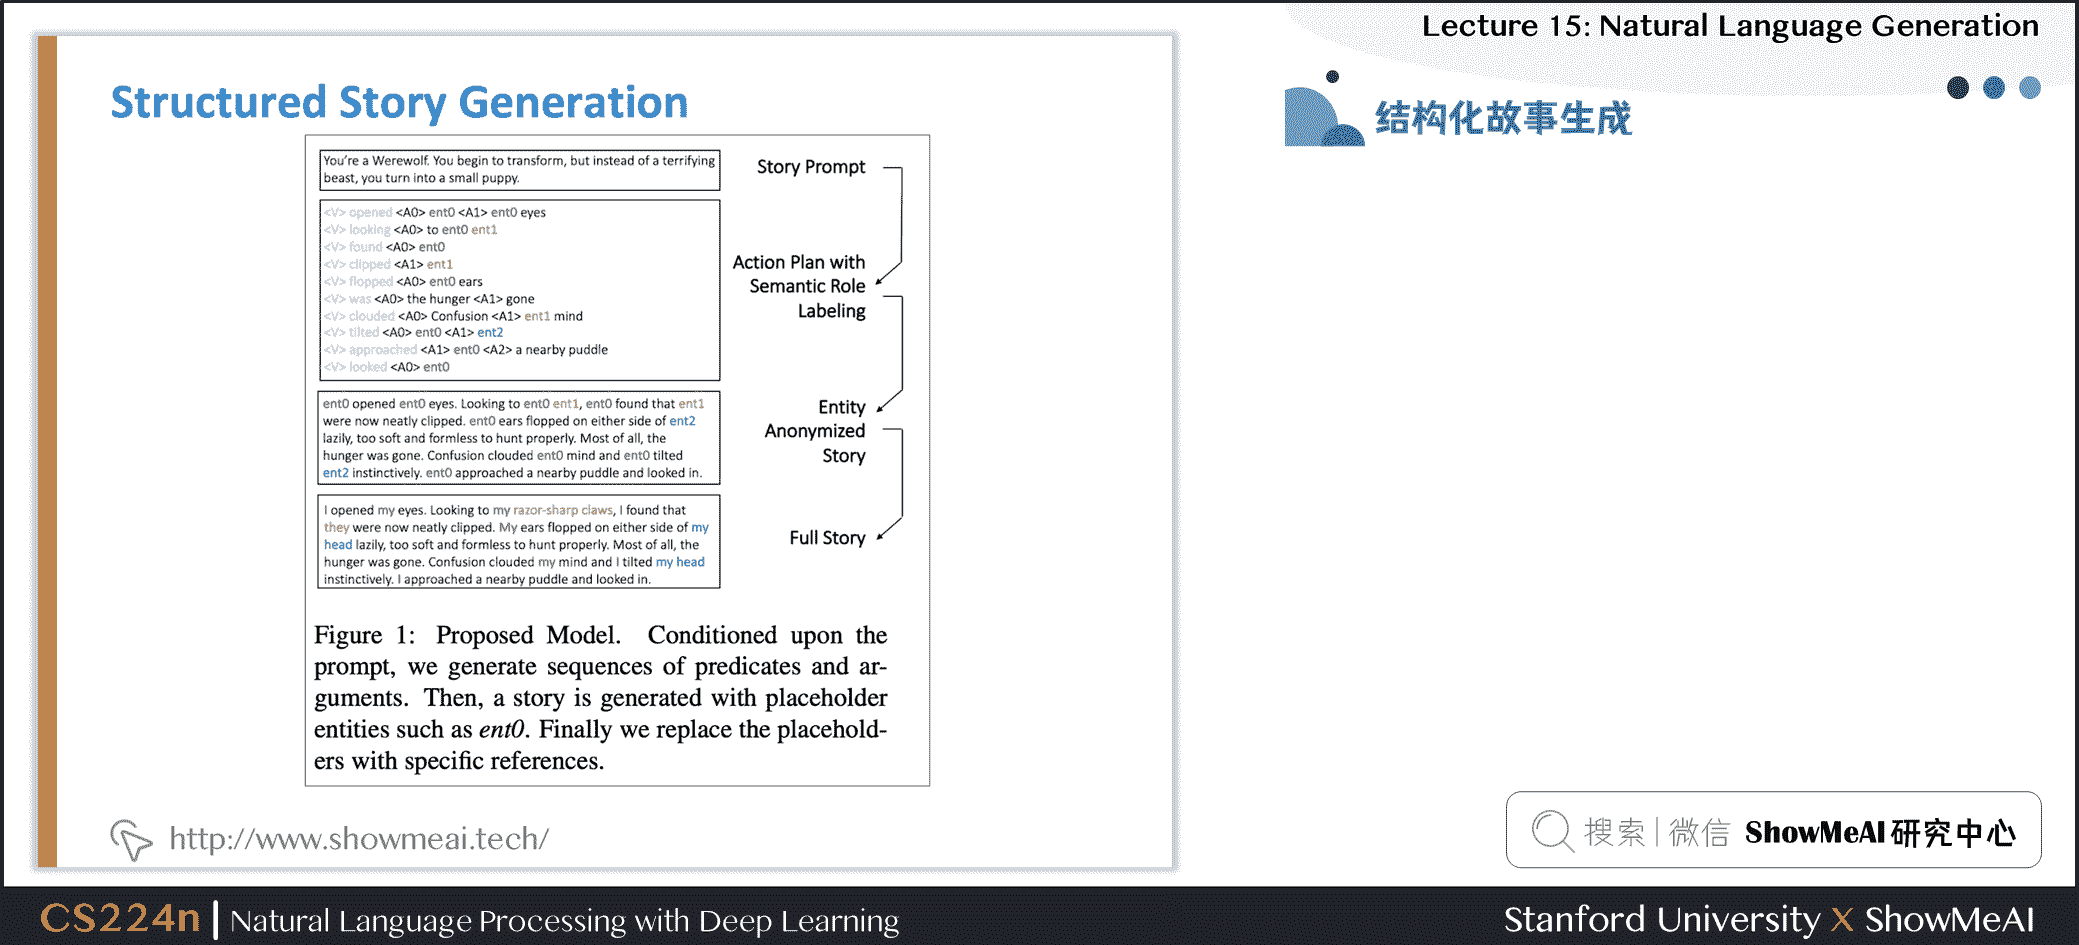 Lecture 15: Natural Language Generation
Structured Story Generation
结构化故事生成
You're a Werewolf. You begin to transform, but instead of a terrifying
beast, you turn into a small puppy.
Story Prompt
<V> opened <A0> ent0 <A1> ent0 eyes
<V> looking <A0> to ent0 ent1
<V> found <A0> ent0
<V> clipped <A1> ent1
<V> flopped <A0> ent0 ears
<V> was <A0> the hunger <A1> gone
<V> clouded <A0> Confusion <A1> ent1 mind
<V> tilted <A0> ent0 <A1> ent2
<V> approached <A1> ent0 <A2> a nearby puddle
<V> looked <A0> ent0
Action Plan with
Semantic Role
Labeling
ent0 opened ent0 eyes. Looking to ent0 ent1, ent0 found that ent1
were now neatly clipped. ent0 ears flopped on either side of ent2
lazily, too soft and formless to hunt properly. Most of all, the
hunger was gone. Confusion clouded ent0 mind and ent0 tilted
ent2 instinctively. ent0 approached a nearby puddle and looked in.
Entity
Anonymized
Story
I opened my eyes. Looking to my razor-sharp claws, I found that
they were now neatly clipped. My ears flopped on either side of my
head lazily, too soft and formless to hunt properly. Most of all, the
hunger was gone. Confusion clouded my mind and I tilted my head
instinctively. I approached a nearby puddle and looked in.
Full Story
Figure 1: Proposed Model. Conditioned upon the
prompt, we generate sequences of predicates and ar-
guments. Then, a story is generated with placeholder
entities such as ent0. Finally we replace the placehold-
ers with specific references.
http://www.showmeai.tech/
搜索 | 微信 ShowMeAI 研究中心
CS224n | Natural Language Processing with Deep Learning
Stanford University X ShowMeAI